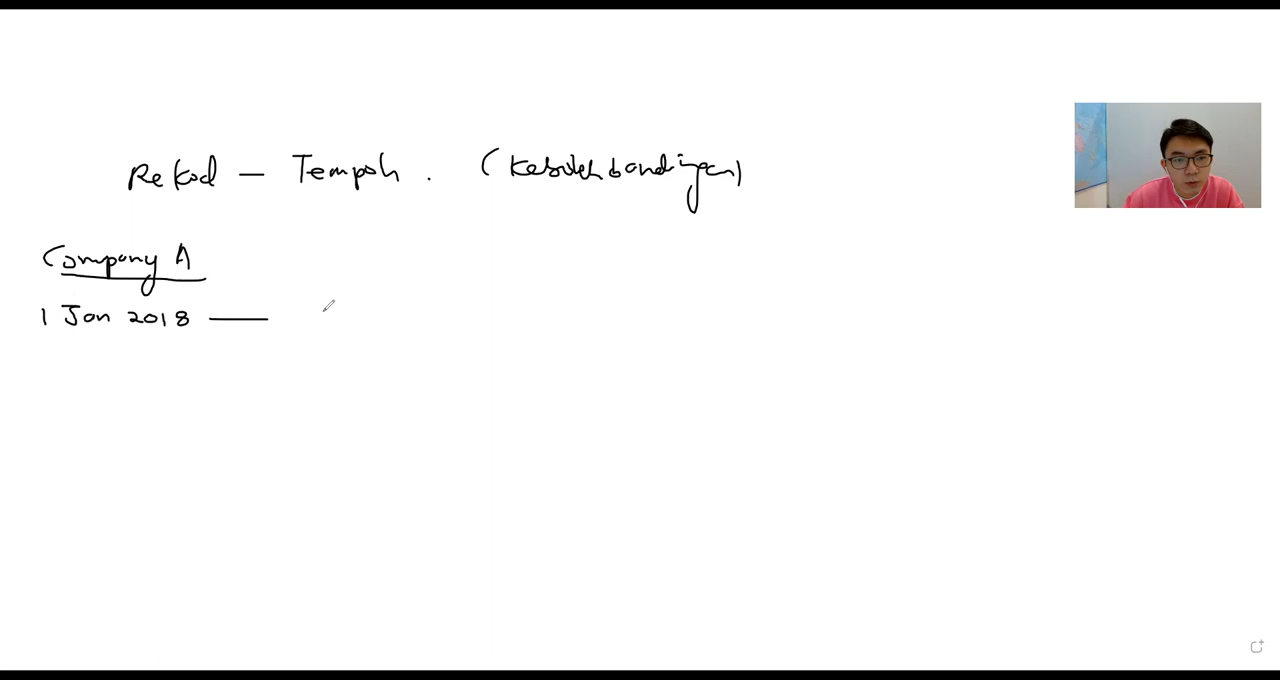 Rekod — Tempoh. (Kebolehbandingan)
Company A
1 Jan 2018 —